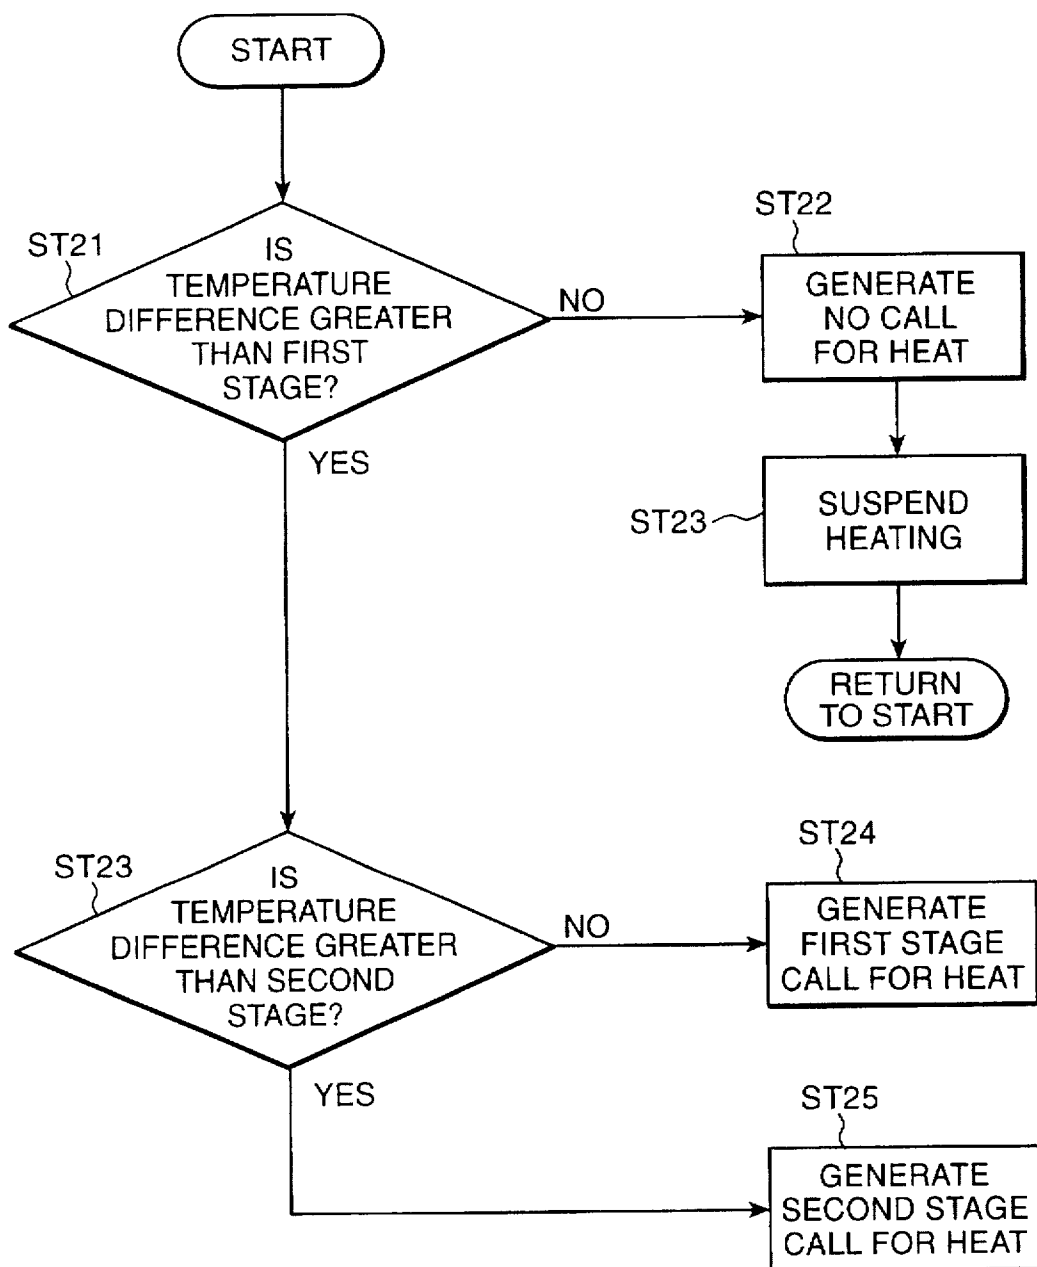 START
ST21
IS
TEMPERATURE
DIFFERENCE GREATER
THAN FIRST
STAGE?
NO
YES
ST22
GENERATE
NO CALL
FOR HEAT
ST23
SUSPEND
HEATING
RETURN
TO START
ST23
IS
TEMPERATURE
DIFFERENCE GREATER
THAN SECOND
STAGE?
NO
YES
ST24
GENERATE
FIRST STAGE
CALL FOR HEAT
ST25
GENERATE
SECOND STAGE
CALL FOR HEAT